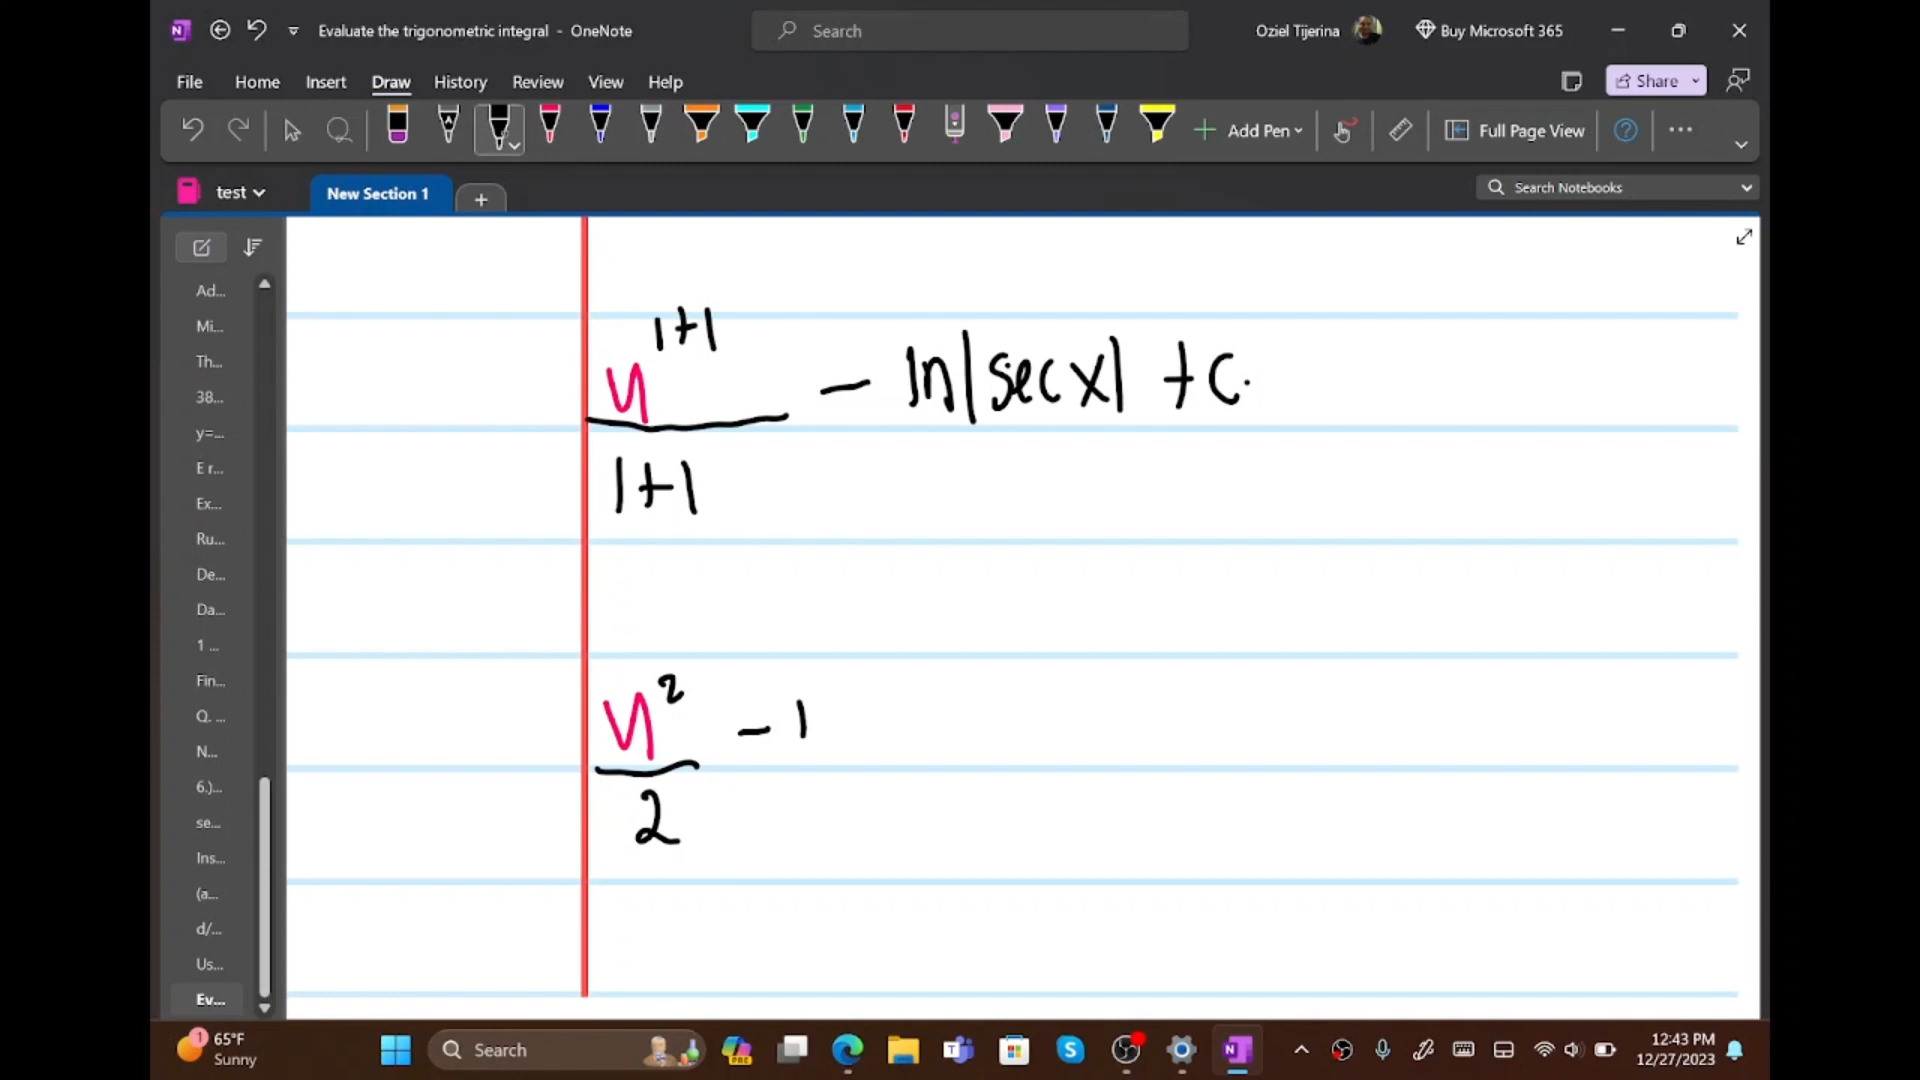 Evaluate the trigonometric integral - OneNote
Search
Oziel Tijerina
Buy Microsoft 365
File Home Insert Draw History Review View Help
Share
Add Pen
Full Page View
test
New Section 1
+
Search Notebooks
Ad...
Mi...
Th...
38...
y=...
E r...
Ex...
Ru...
De...
Da...
1 ...
Fin...
Q. ...
N...
6.)...
se...
Ins...
(a...
d/...
Us...
Ev...
u^(1+1) / (1+1) - ln|sec x| + C
u² / 2 - 1
1
65°F
Sunny
Search
PRE
12:43 PM
12/27/2023